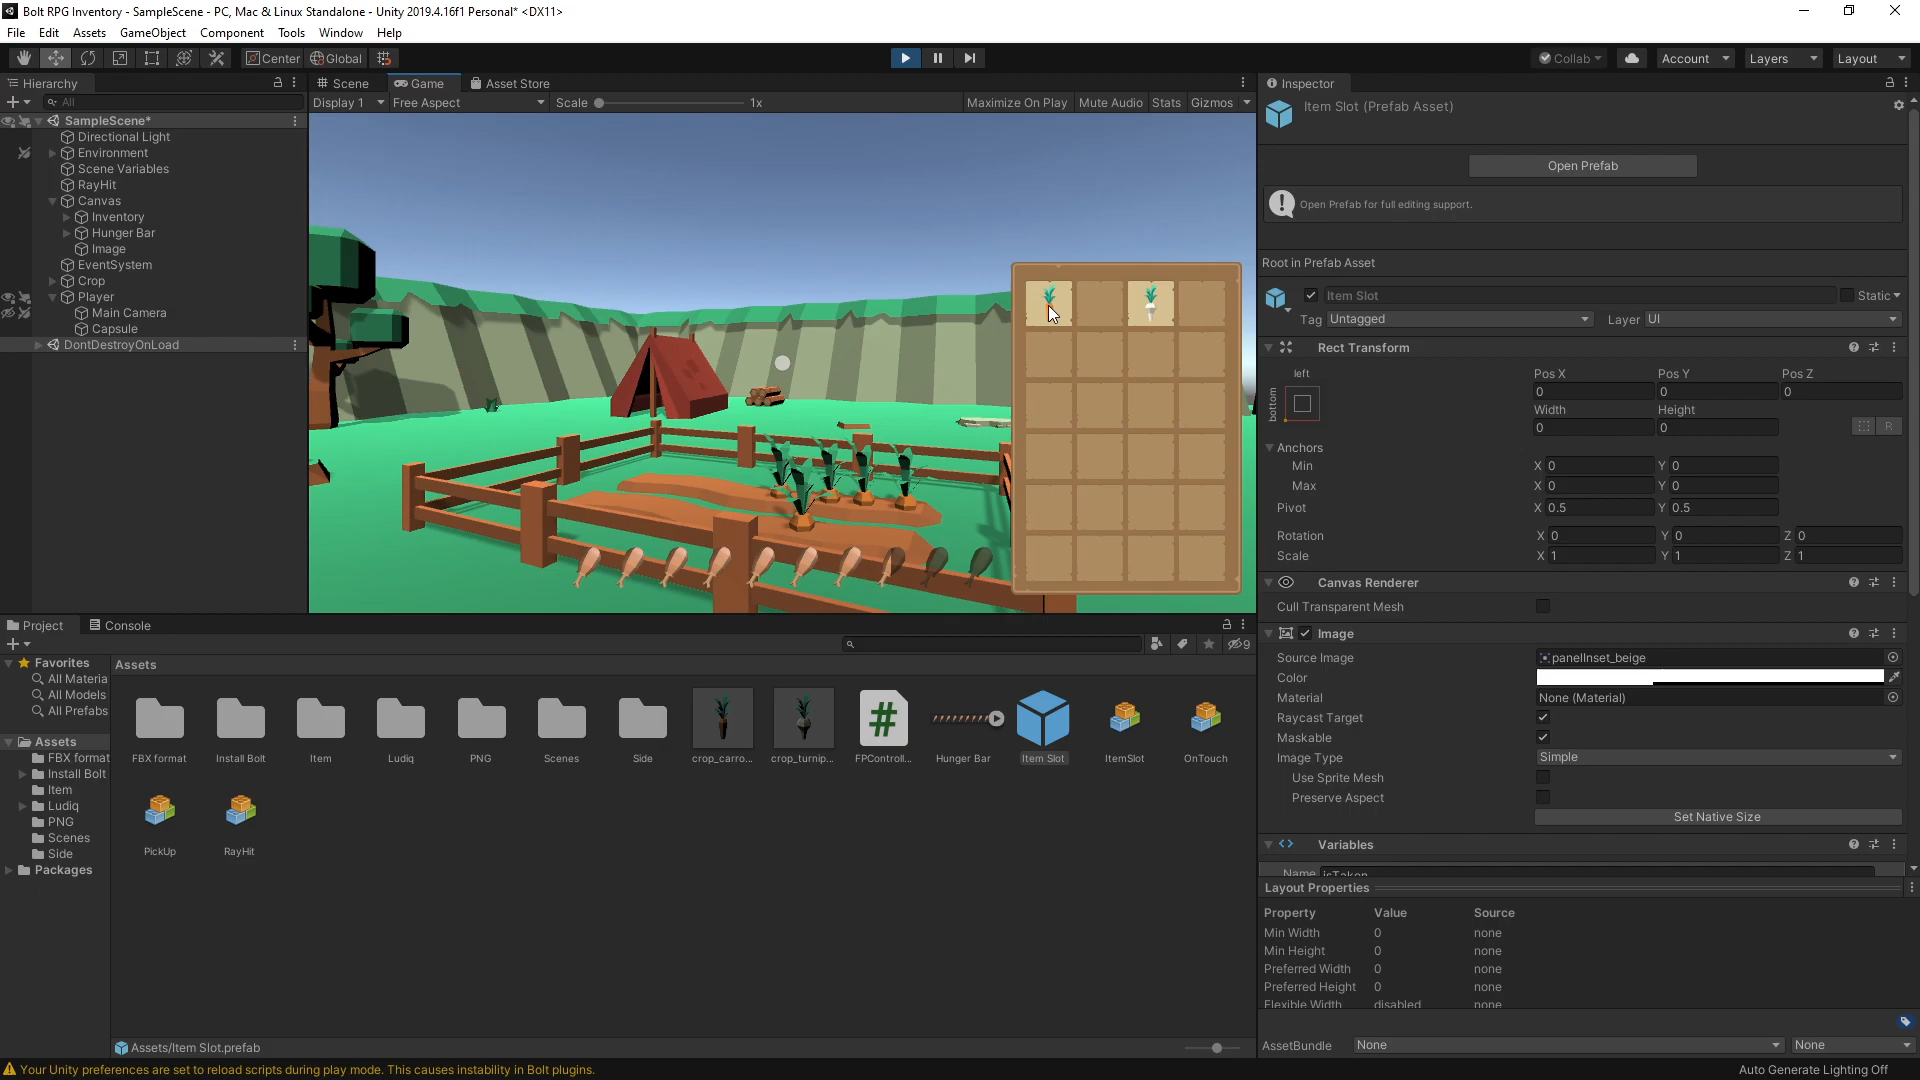 Bolt RPG Inventory - SampleScene - PC, Mac & Linux Standalone - Unity 2019.4.16f1 Personal* <DX11>
File Edit Assets GameObject Component Tools Window Help
Center Global Collab Account Layers Layout
Hierarchy
All
SampleScene*
Directional Light
Environment
Scene Variables
RayHit
Canvas
Inventory
Hunger Bar
Image
EventSystem
Crop
Player
Main Camera
Capsule
DontDestroyOnLoad
Scene Game Asset Store
Display 1 Free Aspect Scale 1x Maximize On Play Mute Audio Stats Gizmos
Inspector
Item Slot (Prefab Asset)
Open Prefab
Open Prefab for full editing support.
Root in Prefab Asset
Item Slot Static
Tag Untagged Layer UI
Rect Transform
left Pos X Pos Y Pos Z
bottom 0 0 0
Width Height
0 0 R
Anchors
Min X 0 Y 0
Max X 0 Y 0
Pivot X 0.5 Y 0.5
Rotation X 0 Y 0 Z 0
Scale X 1 Y 1 Z 1
Canvas Renderer
Cull Transparent Mesh
Image
Source Image panelInset_beige
Color
Material None (Material)
Raycast Target
Maskable
Image Type Simple
Use Sprite Mesh
Preserve Aspect
Set Native Size
Variables
Name isTaken
Layout Properties
Property Value Source
Min Width 0 none
Min Height 0 none
Preferred Width 0 none
Preferred Height 0 none
Flexible Width disabled none
AssetBundle None None
Project Console
9
Favorites
All Materia
All Models
All Prefabs
Assets
FBX format
Install Bolt
Item
Ludiq
PNG
Scenes
Side
Packages
Assets
FBX format Install Bolt Item Ludiq PNG Scenes Side crop_carro... crop_turnip... FPControll... Hunger Bar Item Slot ItemSlot OnTouch
PickUp RayHit
Assets/Item Slot.prefab
Your Unity preferences are set to reload scripts during play mode. This causes instability in Bolt plugins.
Auto Generate Lighting Off